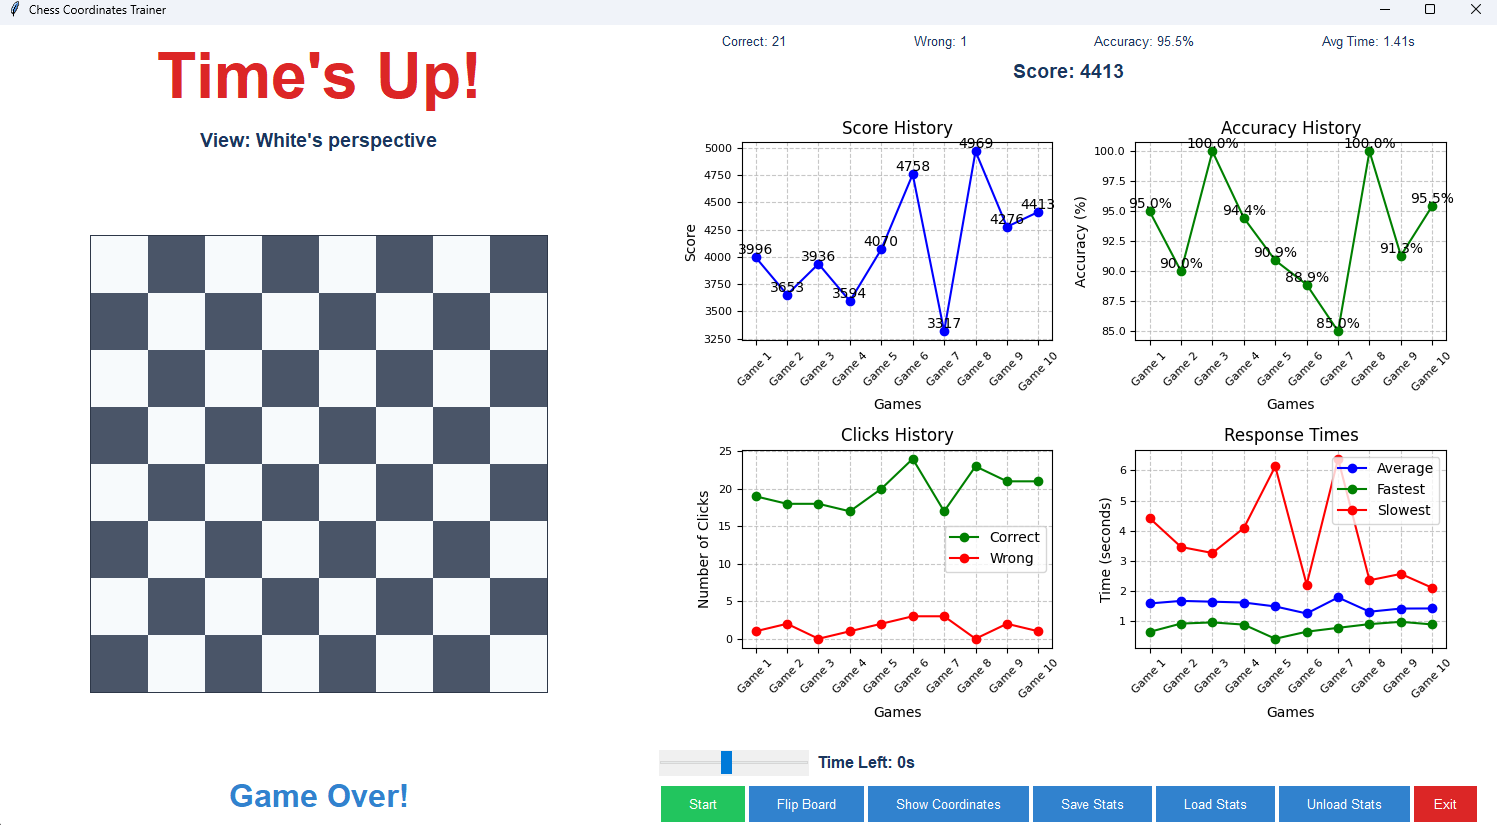 Chess Coordinates Trainer
Time's Up!
View: White's perspective
Game Over!
Correct: 21 Wrong: 1 Accuracy: 95.5% Avg Time: 1.41s
Score: 4413
Score History
5000
4750
4500
4250
4000
3750
3500
3250
Score
3996
3653
3936
3594
4070
4758
3317
4969
4276
4413
Game 1 Game 2 Game 3 Game 4 Game 5 Game 6 Game 7 Game 8 Game 9 Game 10
Games
Accuracy History
100.0
97.5
95.0
92.5
90.0
87.5
85.0
Accuracy (%)
95.0%
90.0%
100.0%
94.4%
90.9%
88.9%
85.0%
100.0%
91.3%
95.5%
Game 1 Game 2 Game 3 Game 4 Game 5 Game 6 Game 7 Game 8 Game 9 Game 10
Games
Clicks History
25
20
15
10
5
0
Number of Clicks
Correct
Wrong
Game 1 Game 2 Game 3 Game 4 Game 5 Game 6 Game 7 Game 8 Game 9 Game 10
Games
Response Times
6
5
4
3
2
1
Time (seconds)
Average
Fastest
Slowest
Game 1 Game 2 Game 3 Game 4 Game 5 Game 6 Game 7 Game 8 Game 9 Game 10
Games
Time Left: 0s
Start Flip Board Show Coordinates Save Stats Load Stats Unload Stats Exit